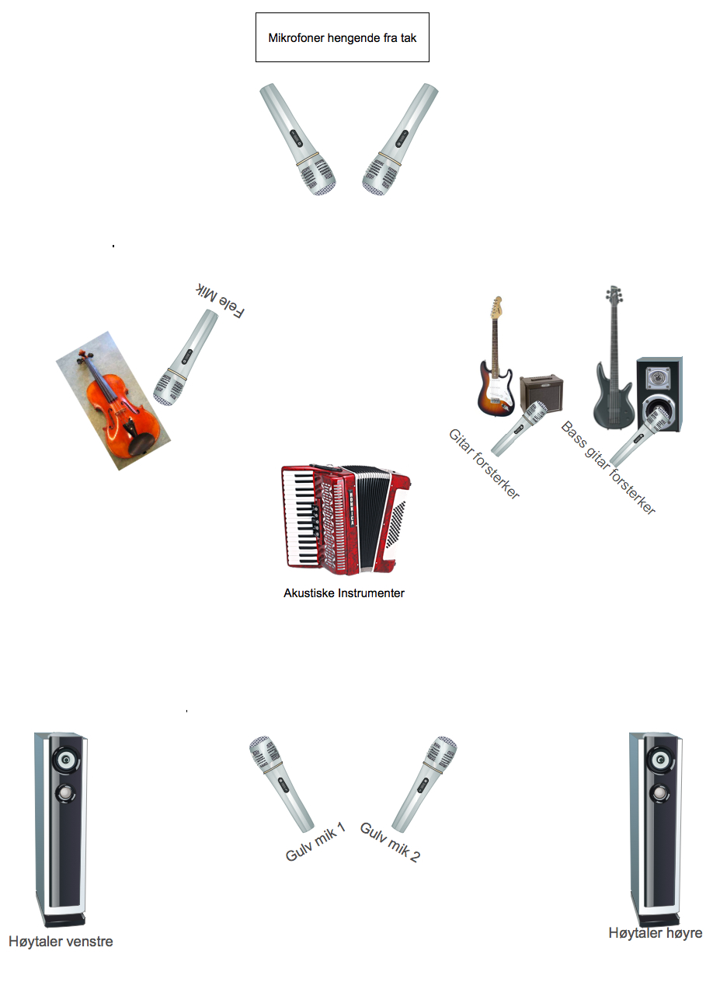 Mikrofoner hengende fra tak
Fele Mik
Gitar forsterker
Bass gitar forsterker
HOHNICA
Akustiske Instrumenter
Gulv mik 1
Gulv mik 2
Høytaler venstre
Høytaler høyre